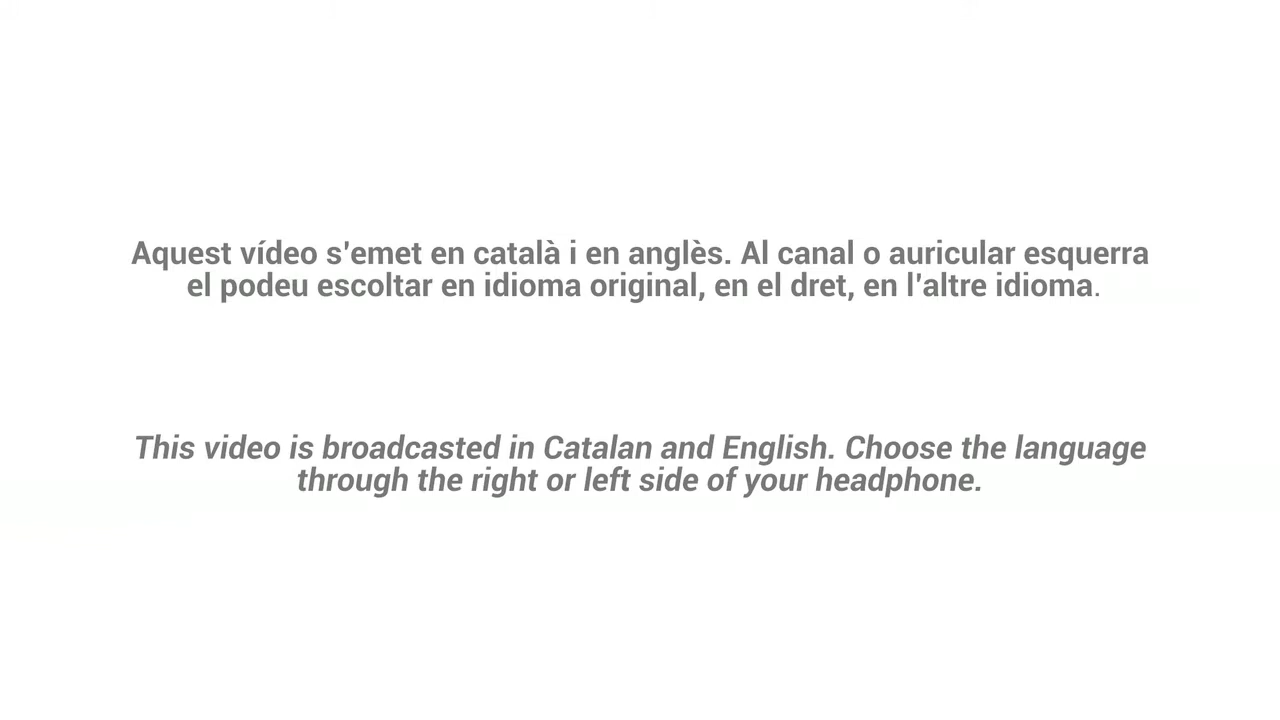 Aquest vídeo s'emet en català i en anglès. Al canal o auricular esquerra
el podeu escoltar en idioma original, en el dret, en l'altre idioma.
This video is broadcasted in Catalan and English. Choose the language
through the right or left side of your headphone.